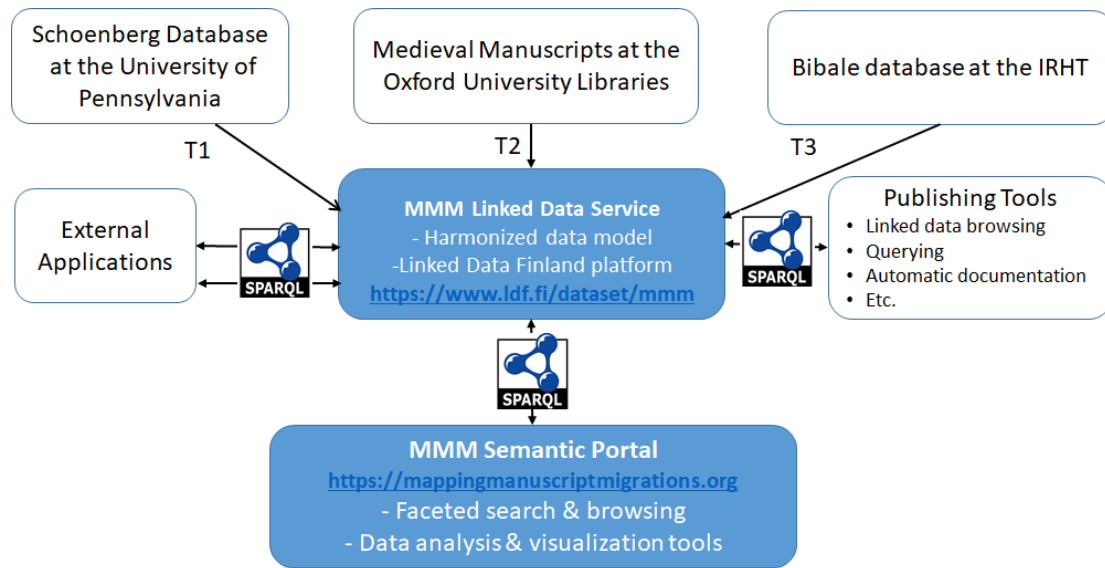 Schoenberg Database
at the University of
Pennsylvania
Medieval Manuscripts at the
Oxford University Libraries
Bibale database at the IRHT
T1
T2
T3
External
Applications
SPARQL
MMM Linked Data Service
- Harmonized data model
-Linked Data Finland platform
https://www.ldf.fi/dataset/mmm
SPARQL
Publishing Tools
• Linked data browsing
• Querying
• Automatic documentation
• Etc.
SPARQL
MMM Semantic Portal
https://mappingmanuscriptmigrations.org
- Faceted search & browsing
- Data analysis & visualization tools